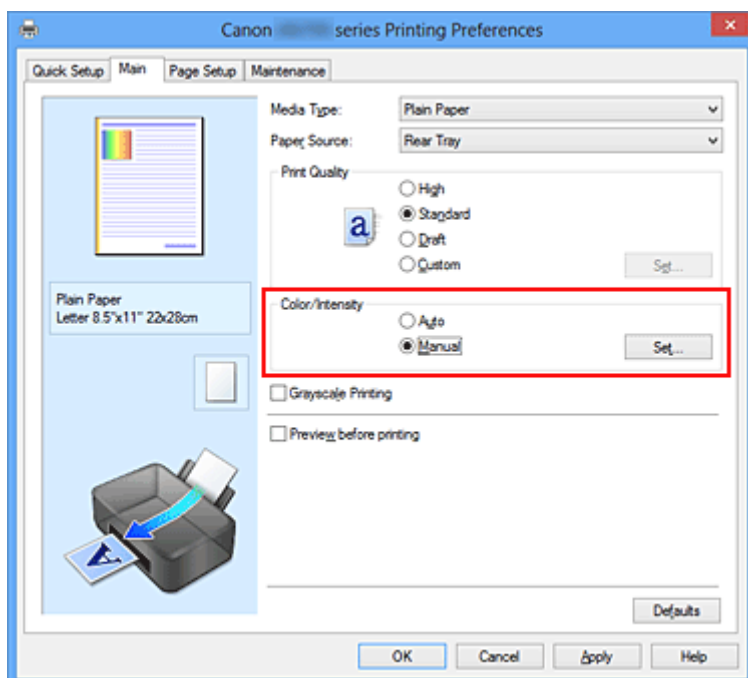 Canon series Printing Preferences
Quick Setup Main Page Setup Maintenance
Media Type: Plain Paper
Paper Source: Rear Tray
Print Quality
High
Standard
Draft
Custom Set...
a
Plain Paper
Letter 8.5"x11" 22x28cm
Color/Intensity
Auto
Manual Set...
Grayscale Printing
Preview before printing
A
Defaults
OK Cancel Apply Help